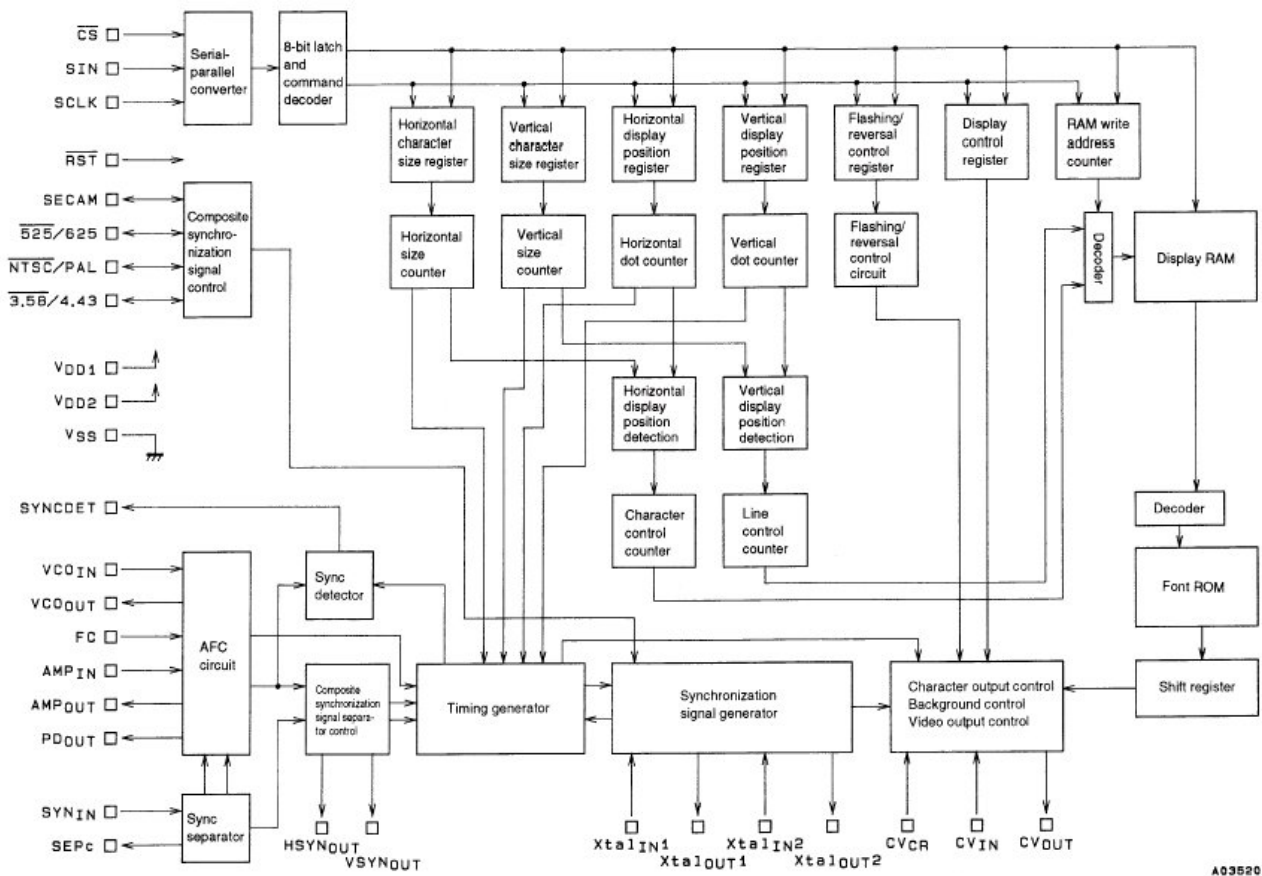 CS
SIN
SCLK
RST
SECAM
525/625
NTSC/PAL
3.58/4.43
VDD1
VDD2
VSS
SYNCDET
VCOIN
VCOOUT
FC
AMPIN
AMPOUT
PDOUT
SYNIN
SEPC
Serial-
parallel
converter
8-bit latch
and
command
decoder
Composite
synchro-
nization
signal
control
Horizontal
character
size register
Vertical
character
size register
Horizontal
display
position
register
Vertical
display
position
register
Flashing/
reversal
control
register
Display
control
register
RAM write
address
counter
Horizontal
size
counter
Vertical
size
counter
Horizontal
dot counter
Vertical
dot counter
Flashing/
reversal
control
circuit
Decoder
Display RAM
Horizontal
display
position
detection
Vertical
display
position
detection
Character
control
counter
Line
control
counter
Decoder
Font ROM
Shift register
Sync
detector
AFC
circuit
Composite
synchronization
signal separa-
tor control
Timing generator
Synchronization
signal generator
Character output control
Background control
Video output control
Sync
separator
HSYNOUT
VSYNOUT
XtalIN1
XtalOUT1
XtalIN2
XtalOUT2
CVCR
CVIN
CVOUT
A03520